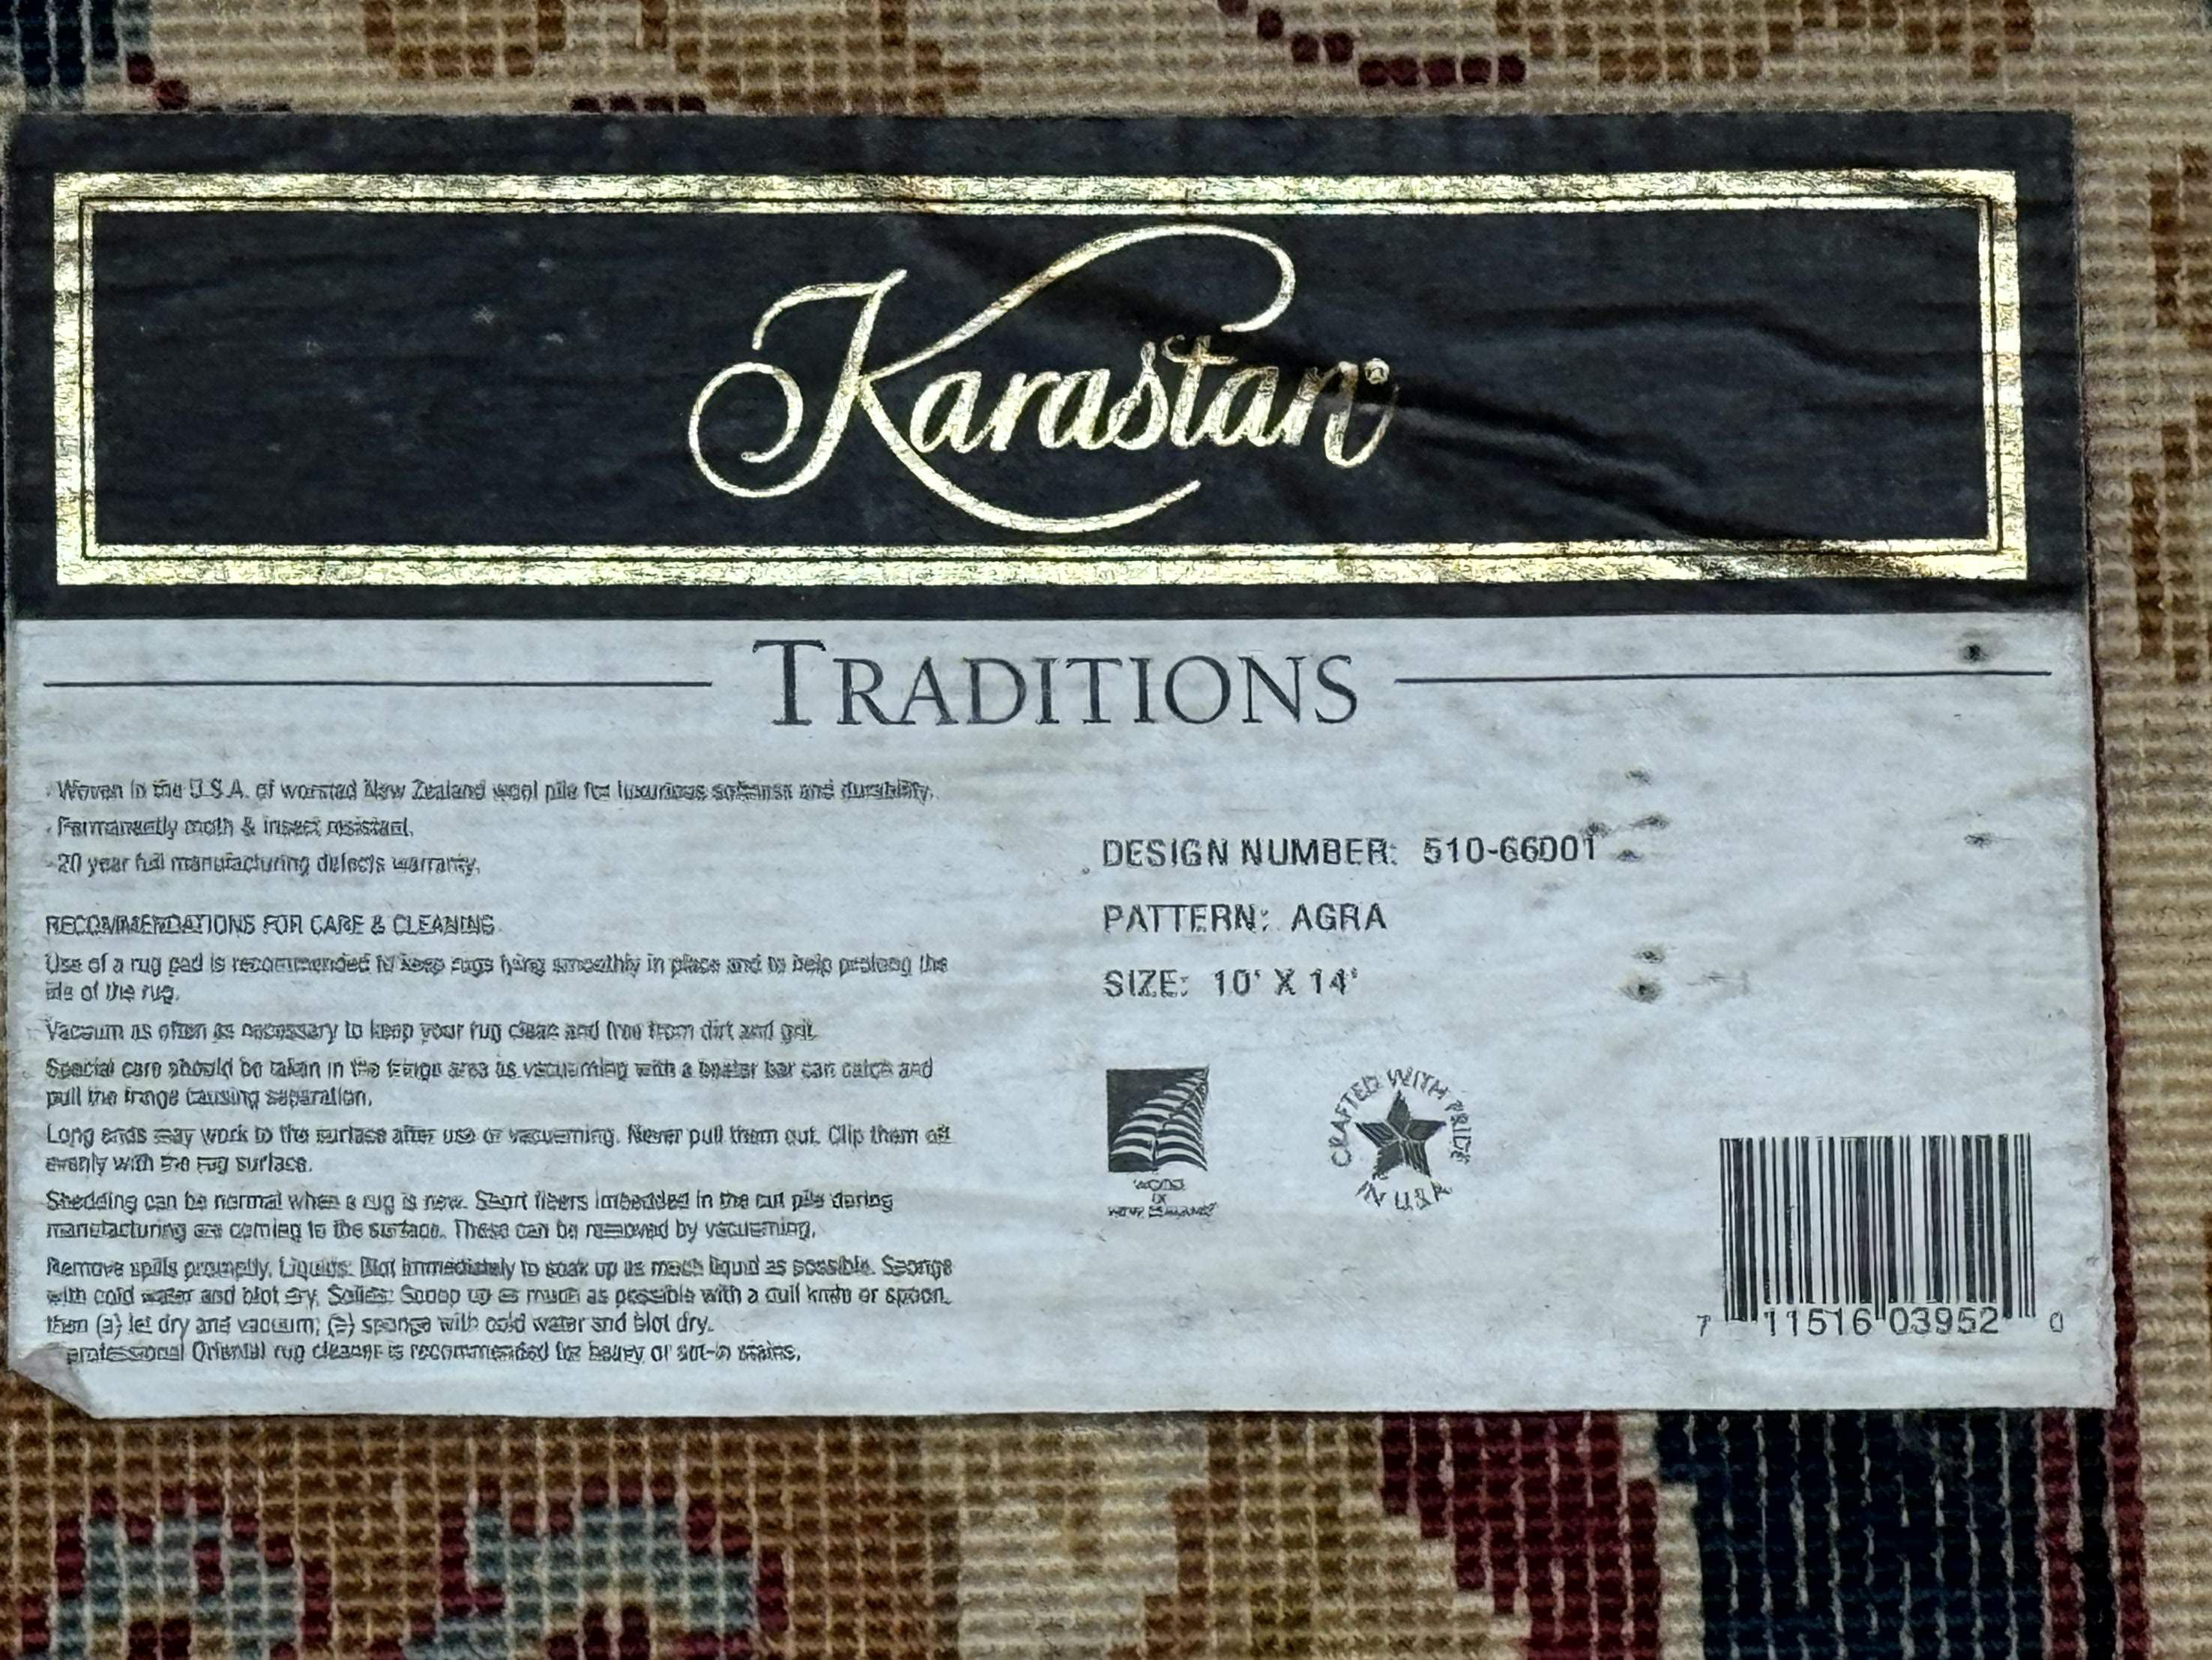 Karastan®
TRADITIONS
· Woven in the U.S.A. of worsted New Zealand wool pile for luxurious softness and durability.
· Permanently moth & insect resistant.
· 20 year full manufacturing defects warranty.
RECOMMENDATIONS FOR CARE & CLEANING
Use of a rug pad is recommended to keep rugs lying smoothly in place and to help prolong the
life of the rug.
Vacuum as often as necessary to keep your rug clean and free from dirt and grit.
Special care should be taken in the fringe area as vacuuming with a beater bar can catch and
pull the fringe causing separation.
Long ends may work to the surface after use or vacuuming. Never pull them out. Clip them off
evenly with the rug surface.
Shedding can be normal when a rug is new. Short fibers imbedded in the cut pile during
manufacturing are coming to the surface. These can be removed by vacuuming.
Remove spills promptly. Liquids: Blot immediately to soak up as much liquid as possible. Sponge
with cold water and blot dry. Solids: Scoop up as much as possible with a dull knife or spoon,
then (a) let dry and vacuum; (2) sponge with cold water and blot dry.
professional Oriental rug cleaner is recommended for heavy or set-in stains.
DESIGN NUMBER: 510-66001
PATTERN: AGRA
SIZE: 10' X 14'
WOOLS
OF
NEW ZEALAND
CRAFTED WITH PRIDE
IN USA
7 11516 03952 0